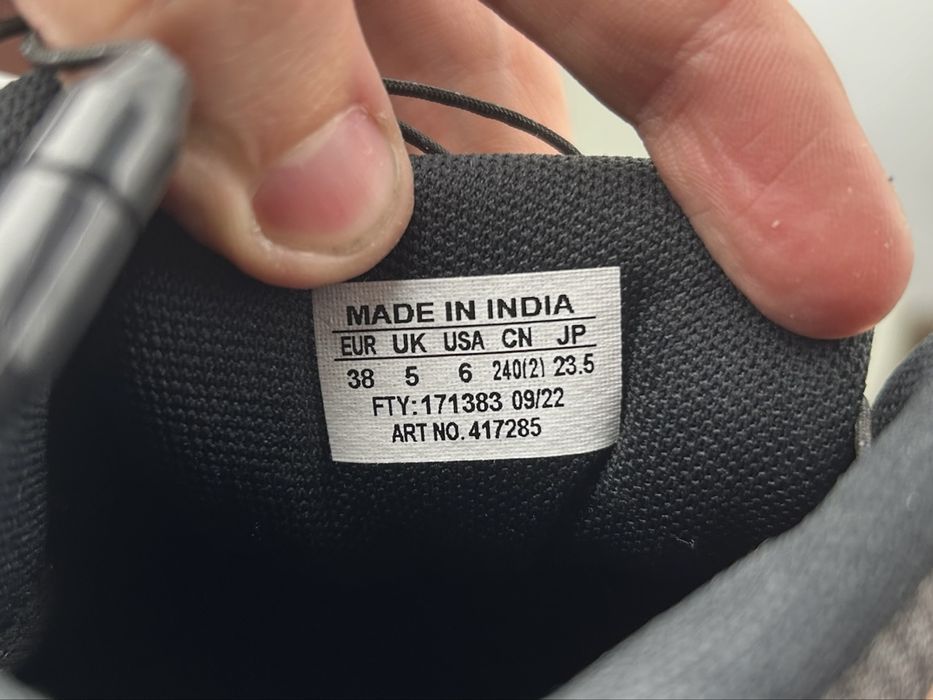 MADE IN INDIA
EUR UK USA CN JP
38 5 6 240(2) 23.5
FTY: 171383 09/22
ART NO. 417285